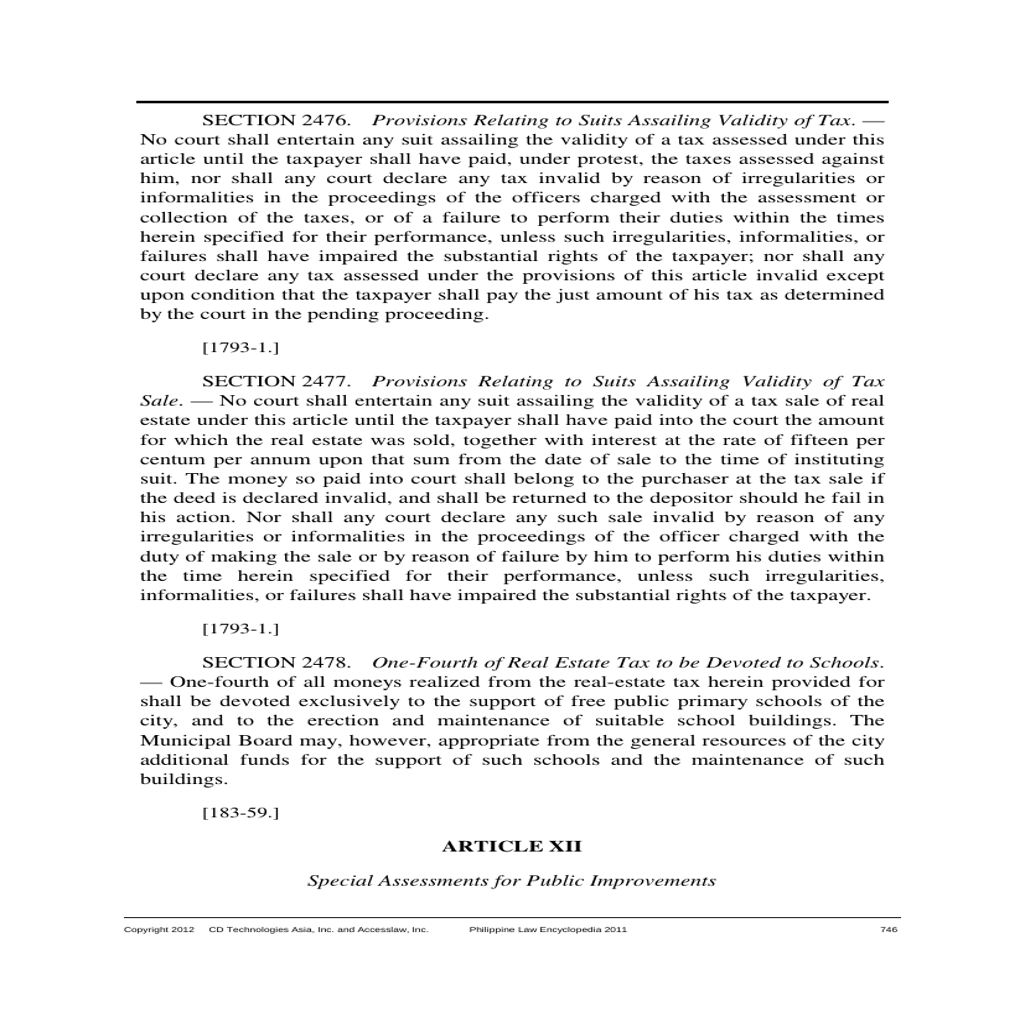 SECTION 2476. Provisions Relating to Suits Assailing Validity of Tax. —
No court shall entertain any suit assailing the validity of a tax assessed under this
article until the taxpayer shall have paid, under protest, the taxes assessed against
him, nor shall any court declare any tax invalid by reason of irregularities or
informalities in the proceedings of the officers charged with the assessment or
collection of the taxes, or of a failure to perform their duties within the times
herein specified for their performance, unless such irregularities, informalities, or
failures shall have impaired the substantial rights of the taxpayer; nor shall any
court declare any tax assessed under the provisions of this article invalid except
upon condition that the taxpayer shall pay the just amount of his tax as determined
by the court in the pending proceeding.
[1793-1.]
SECTION 2477. Provisions Relating to Suits Assailing Validity of Tax
Sale. — No court shall entertain any suit assailing the validity of a tax sale of real
estate under this article until the taxpayer shall have paid into the court the amount
for which the real estate was sold, together with interest at the rate of fifteen per
centum per annum upon that sum from the date of sale to the time of instituting
suit. The money so paid into court shall belong to the purchaser at the tax sale if
the deed is declared invalid, and shall be returned to the depositor should he fail in
his action. Nor shall any court declare any such sale invalid by reason of any
irregularities or informalities in the proceedings of the officer charged with the
duty of making the sale or by reason of failure by him to perform his duties within
the time herein specified for their performance, unless such irregularities,
informalities, or failures shall have impaired the substantial rights of the taxpayer.
[1793-1.]
SECTION 2478. One-Fourth of Real Estate Tax to be Devoted to Schools.
— One-fourth of all moneys realized from the real-estate tax herein provided for
shall be devoted exclusively to the support of free public primary schools of the
city, and to the erection and maintenance of suitable school buildings. The
Municipal Board may, however, appropriate from the general resources of the city
additional funds for the support of such schools and the maintenance of such
buildings.
[183-59.]
ARTICLE XII
Special Assessments for Public Improvements
Copyright 2012 CD Technologies Asia, Inc. and Accesslaw, Inc. Philippine Law Encyclopedia 2011 746